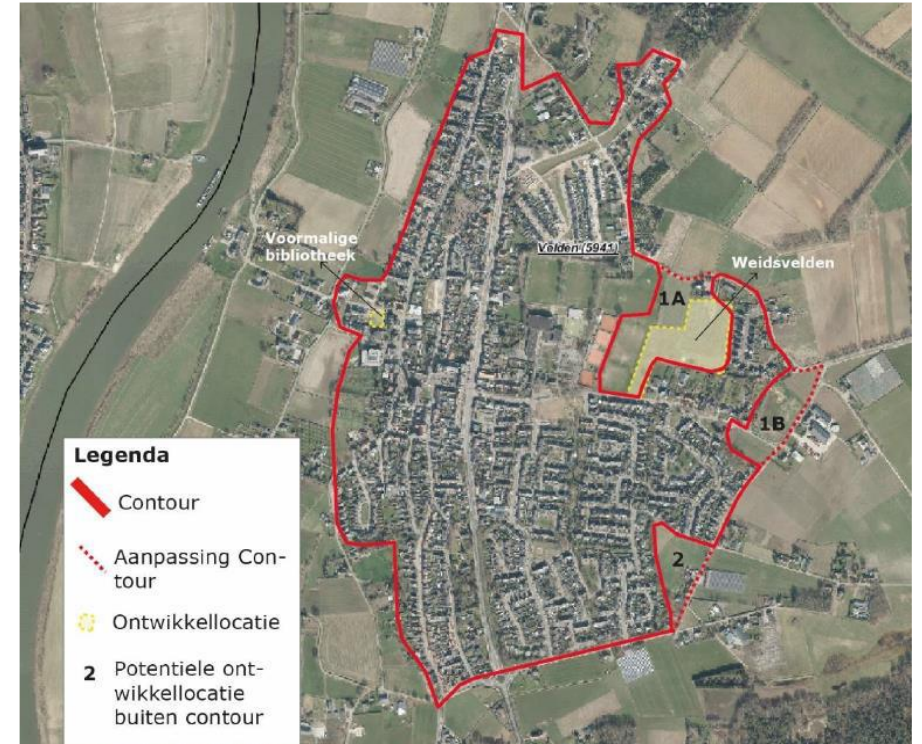 Voormalige
bibliotheek
Velden (5941)
Weidsvelden
1A
1B
2
Legenda
Contour
Aanpassing Con-
tour
Ontwikkellocatie
2 Potentiele ont-
wikkellocatie
buiten contour